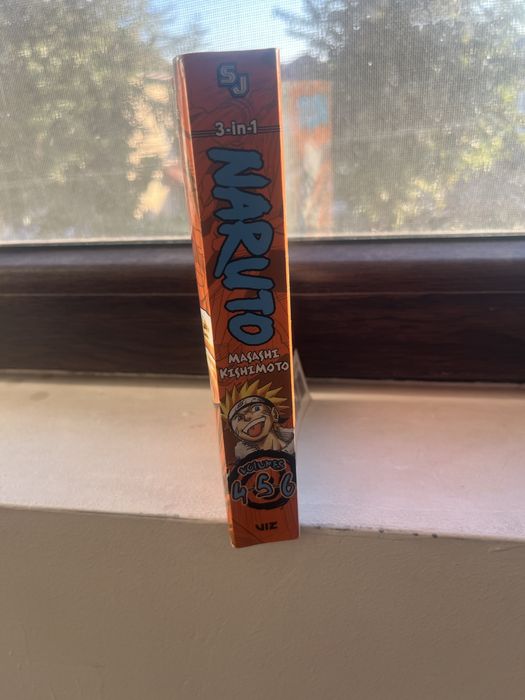 SJ
3-in-1
NARUTO
MASASHI
KISHIMOTO
VOLUMES
4 5 6
VIZ